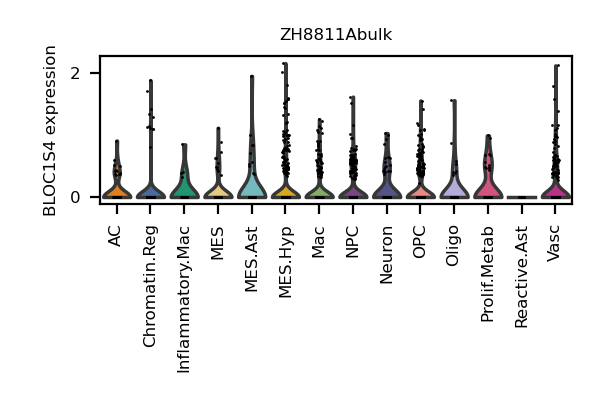 ZH8811Abulk
BLOC1S4 expression
2
0
AC
Chromatin.Reg
Inflammatory.Mac
MES
MES.Ast
MES.Hyp
Mac
NPC
Neuron
OPC
Oligo
Prolif.Metab
Reactive.Ast
Vasc